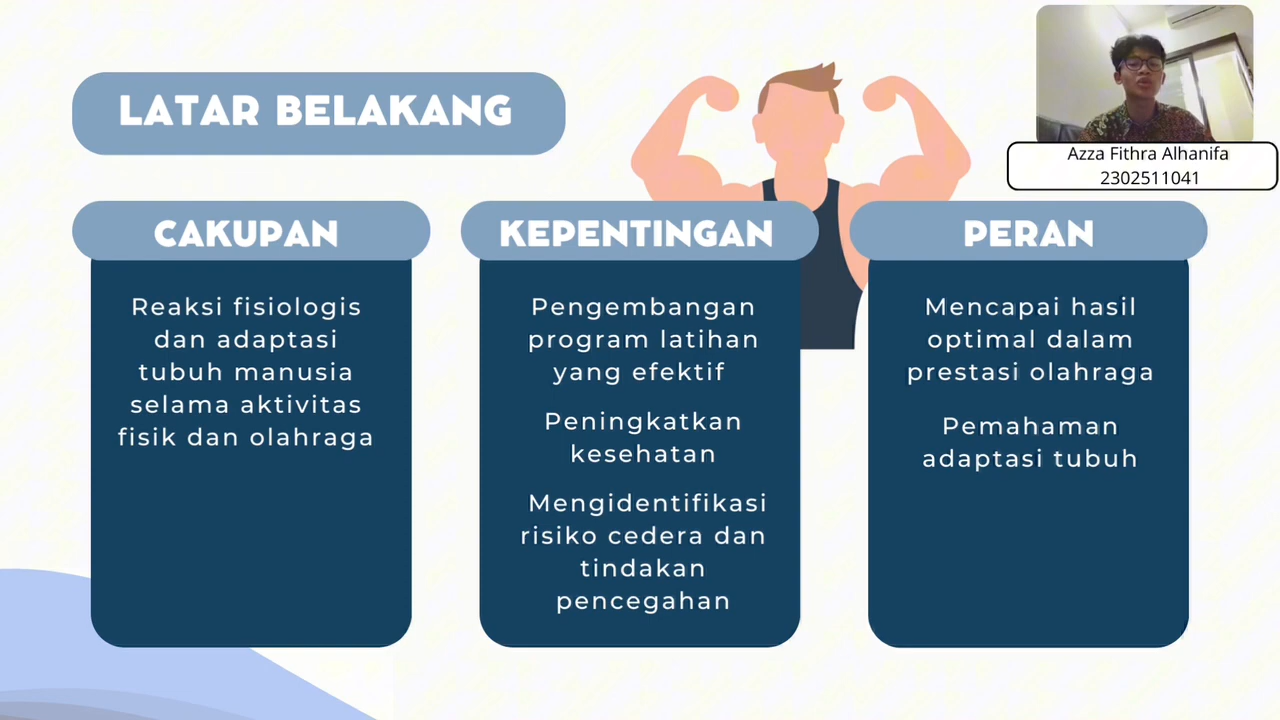 LATAR BELAKANG
Azza Fithra Alhanifa
2302511041
CAKUPAN
Reaksi fisiologis
dan adaptasi
tubuh manusia
selama aktivitas
fisik dan olahraga
KEPENTINGAN
Pengembangan
program latihan
yang efektif
Peningkatkan
kesehatan
Mengidentifikasi
risiko cedera dan
tindakan
pencegahan
PERAN
Mencapai hasil
optimal dalam
prestasi olahraga
Pemahaman
adaptasi tubuh